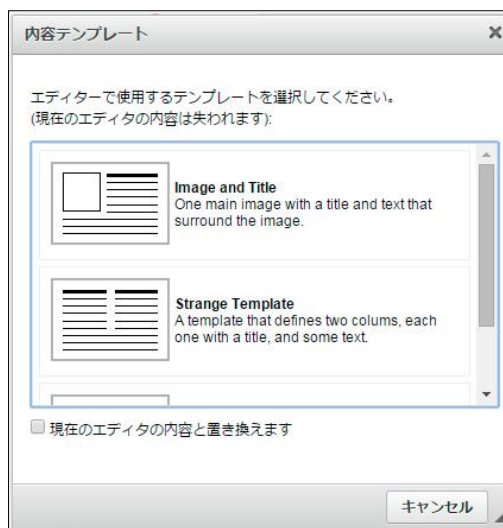 内容テンプレート
エディターで使用するテンプレートを選択してください。
(現在のエディタの内容は失われます):
Image and Title
One main image with a title and text that
surround the image.
Strange Template
A template that defines two colums, each
one with a title, and some text.
現在のエディタの内容と置き換えます
キャンセル